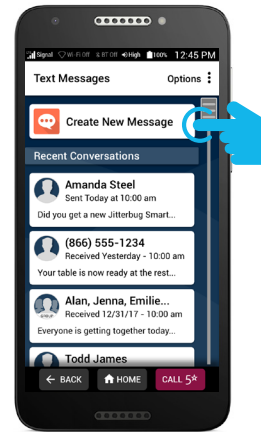 Signal Wi-Fi Off BT Off High 100% 12:45 PM
Text Messages Options
Create New Message
Recent Conversations
Amanda Steel
Sent Today at 10:00 am
Did you get a new Jitterbug Smart...
(866) 555-1234
Received Yesterday - 10:00 am
Your table is now ready at the rest...
Alan, Jenna, Emilie...
Received 12/31/17 - 10:00 am
Everyone is getting together today...
Todd James
BACK HOME CALL 5☆